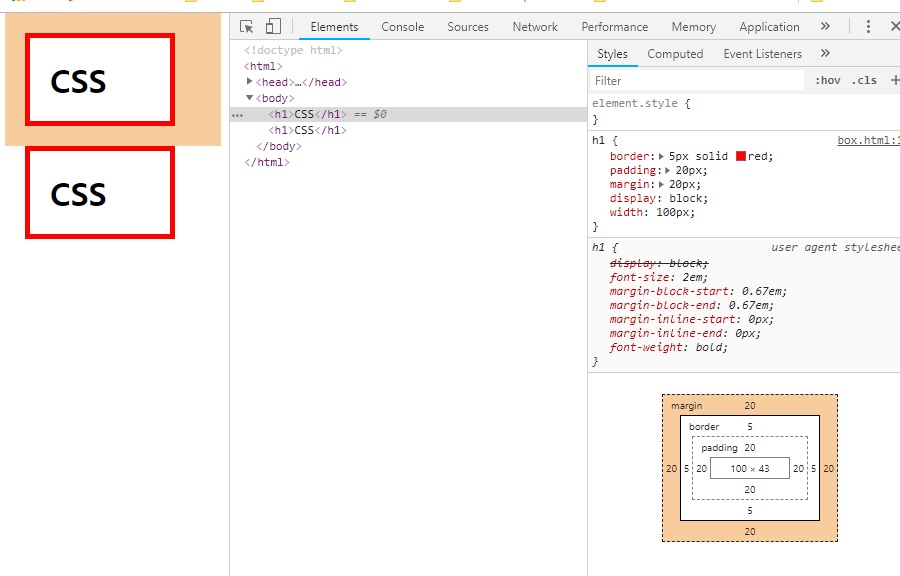 CSS
CSS
Elements Console Sources Network Performance Memory Application »
<!doctype html>
<html>
<head>…</head>
<body>
<h1>CSS</h1> == $0
<h1>CSS</h1>
</body>
</html>
Styles Computed Event Listeners »
Filter :hov .cls +
element.style {
}
h1 { box.html:1
border: 5px solid red;
padding: 20px;
margin: 20px;
display: block;
width: 100px;
}
h1 { user agent styleshee
display: block;
font-size: 2em;
margin-block-start: 0.67em;
margin-block-end: 0.67em;
margin-inline-start: 0px;
margin-inline-end: 0px;
font-weight: bold;
}
margin 20
border 5
padding 20
20 5 20 100 × 43 20 5 20
20
5
20